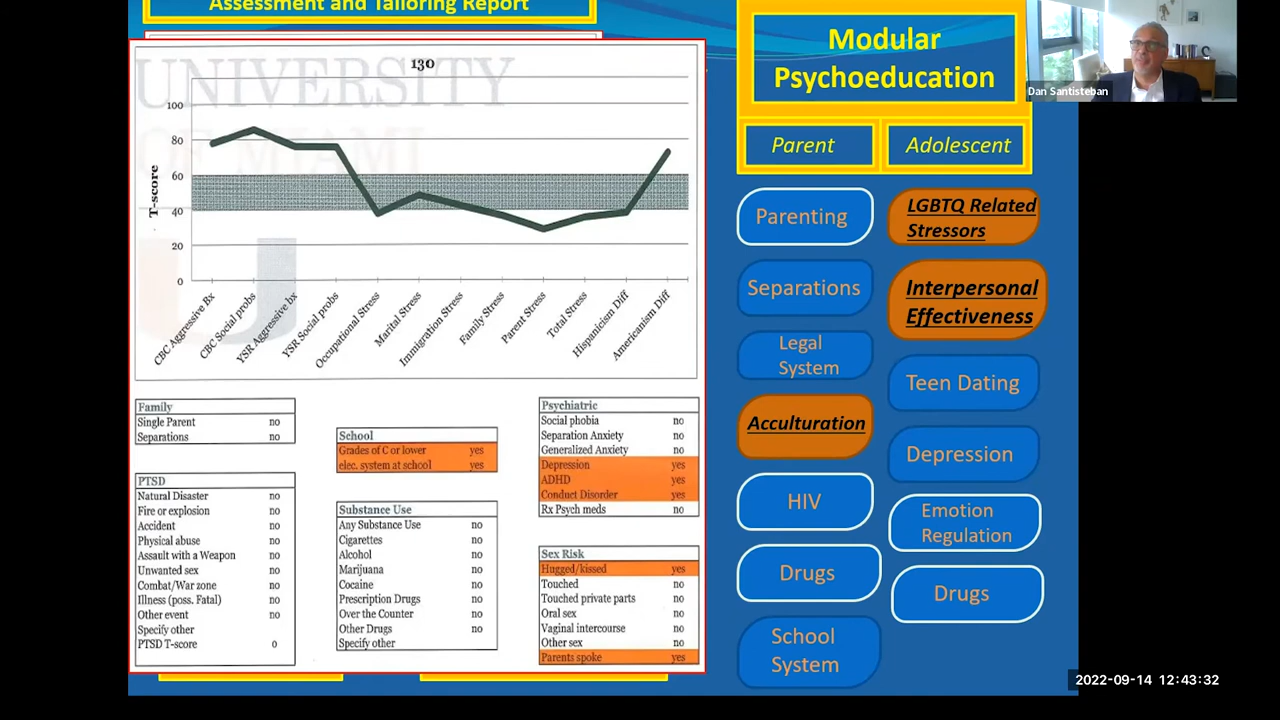 Assessment and Tailoring Report
UNIVERSITY
OF MIAMI
130
T-score
100
80
60
40
20
0
CBC Aggressive Bx
CBC Social probs
YSR Aggressive bx
YSR Social probs
Occupational Stress
Marital Stress
Immigration Stress
Family Stress
Parent Stress
Total Stress
Hispanicism Diff
Americanism Diff
Family
Single Parent no
Separations no
PTSD
Natural Disaster no
Fire or explosion no
Accident no
Physical abuse no
Assault with a Weapon no
Unwanted sex no
Combat/War zone no
Illness (poss. Fatal) no
Other event no
Specify other
PTSD T-score 0
School
Grades of C or lower yes
elec. system at school yes
Substance Use
Any Substance Use no
Cigarettes no
Alcohol no
Marijuana no
Cocaine no
Prescription Drugs no
Over the Counter no
Other Drugs no
Specify other
Psychiatric
Social phobia no
Separation Anxiety no
Generalized Anxiety no
Depression yes
ADHD yes
Conduct Disorder yes
Rx Psych meds no
Sex Risk
Hugged/kissed yes
Touched no
Touched private parts no
Oral sex no
Vaginal intercourse no
Other sex no
Parents spoke yes
Modular
Psychoeducation
Parent
Adolescent
Parenting
Separations
Legal
System
Acculturation
HIV
Drugs
School
System
LGBTQ Related
Stressors
Interpersonal
Effectiveness
Teen Dating
Depression
Emotion
Regulation
Drugs
Dan Santisteban
2022-09-14 12:43:32